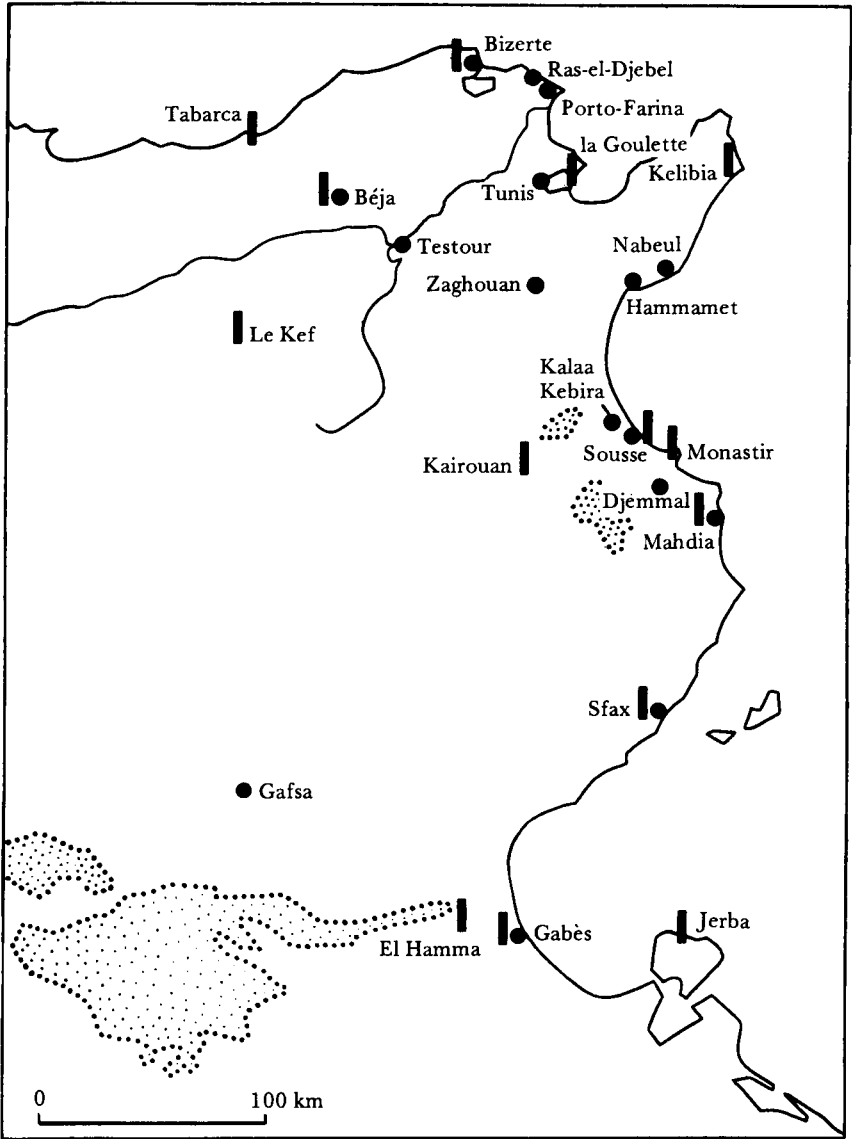 Bizerte
Ras-el-Djebel
Porto-Farina
Tabarca
la Goulette
Kelibia
Tunis
Béja
Testour
Nabeul
Zaghouan
Hammamet
Le Kef
Kalaa
Kebira
Sousse
Monastir
Kairouan
Djemmal
Mahdia
Sfax
Gafsa
Jerba
El Hamma
Gabès
0 100 km